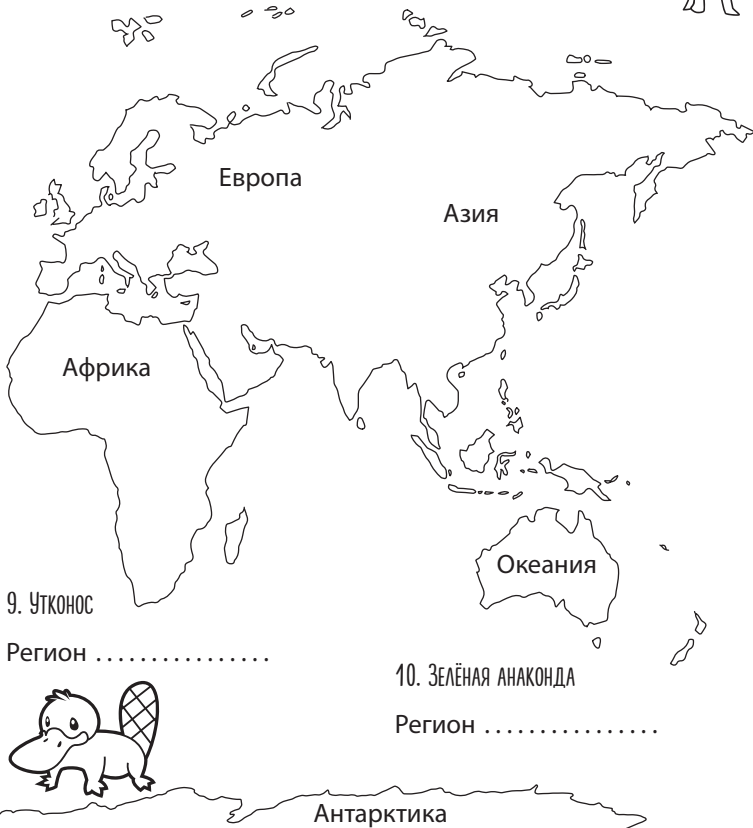 Европа
Азия
Африка
Океания
9. Утконос
Регион ................
10. Зелёная анаконда
Регион ................
Антарктика